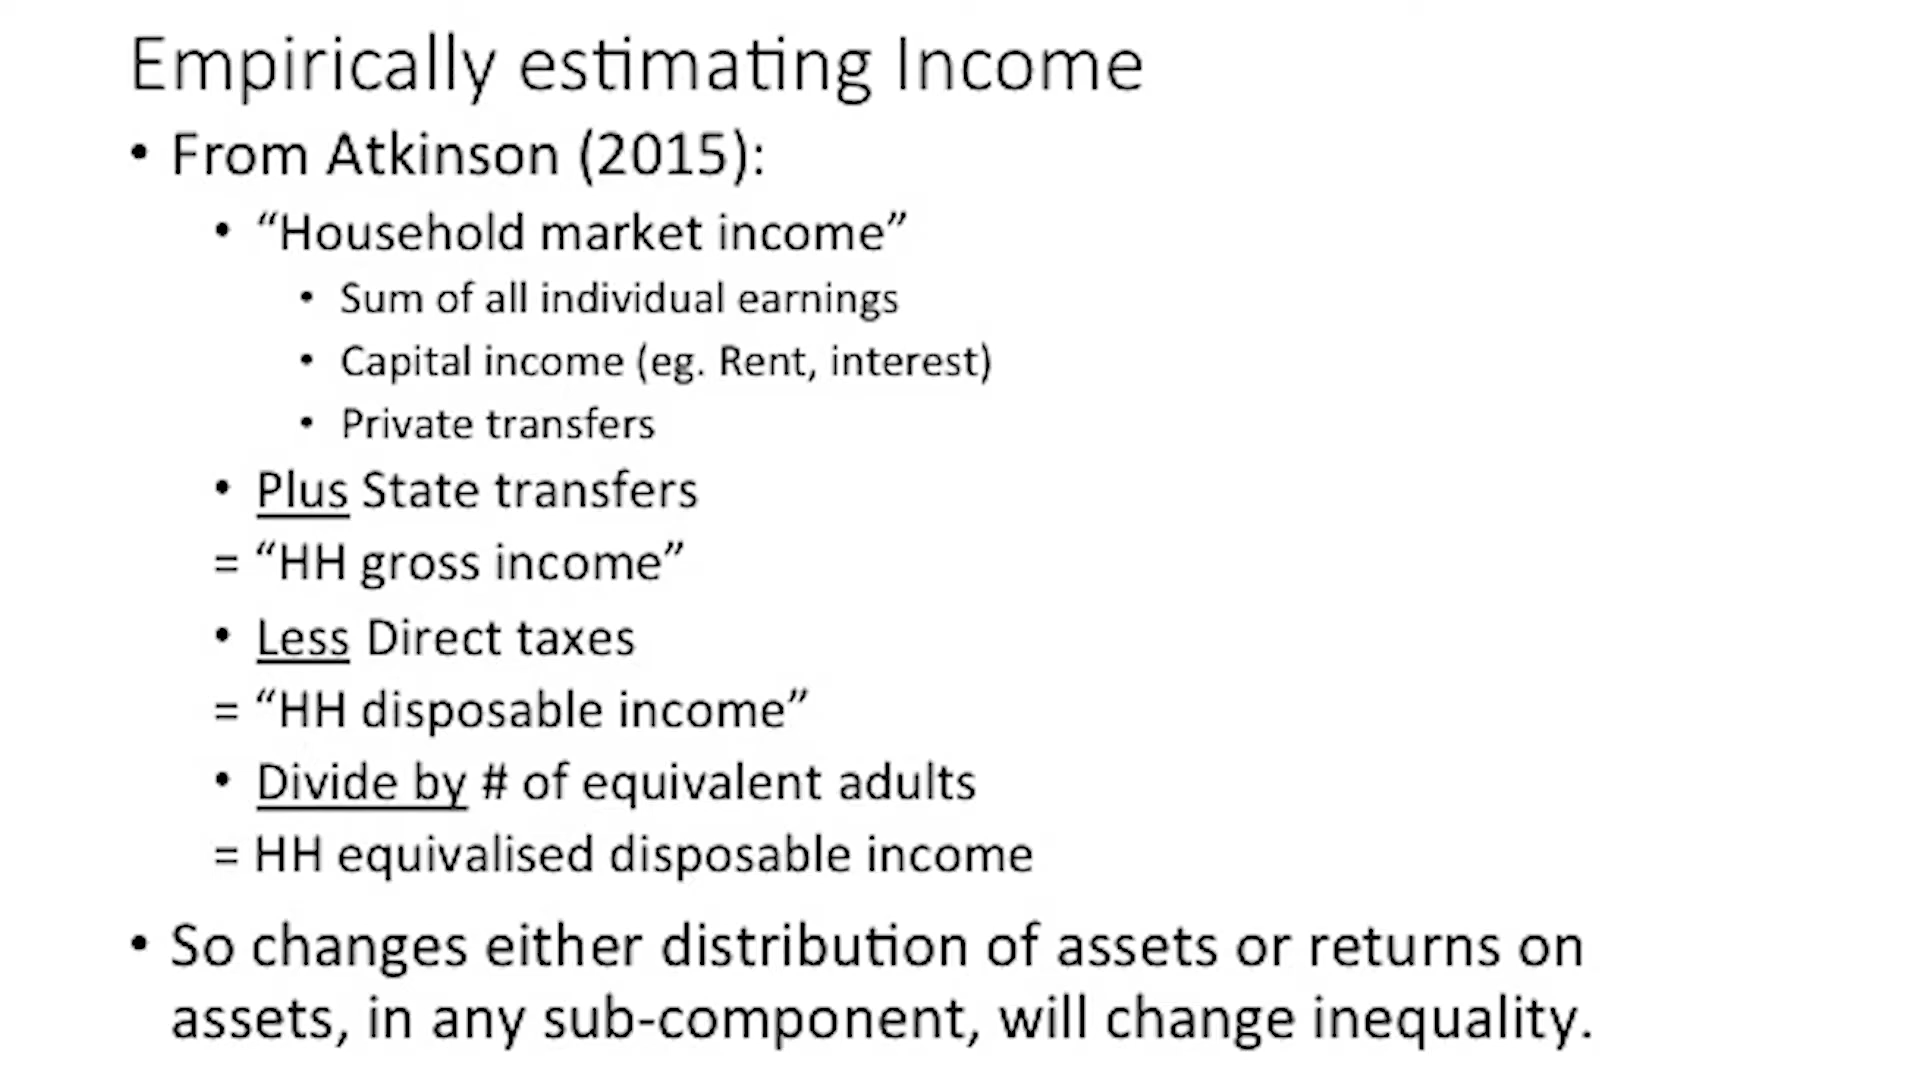 Empirically estimating Income
• From Atkinson (2015):
• “Household market income”
• Sum of all individual earnings
• Capital income (eg. Rent, interest)
• Private transfers
• Plus State transfers
= “HH gross income”
• Less Direct taxes
= “HH disposable income”
• Divide by # of equivalent adults
= HH equivalised disposable income
• So changes either distribution of assets or returns on
assets, in any sub-component, will change inequality.